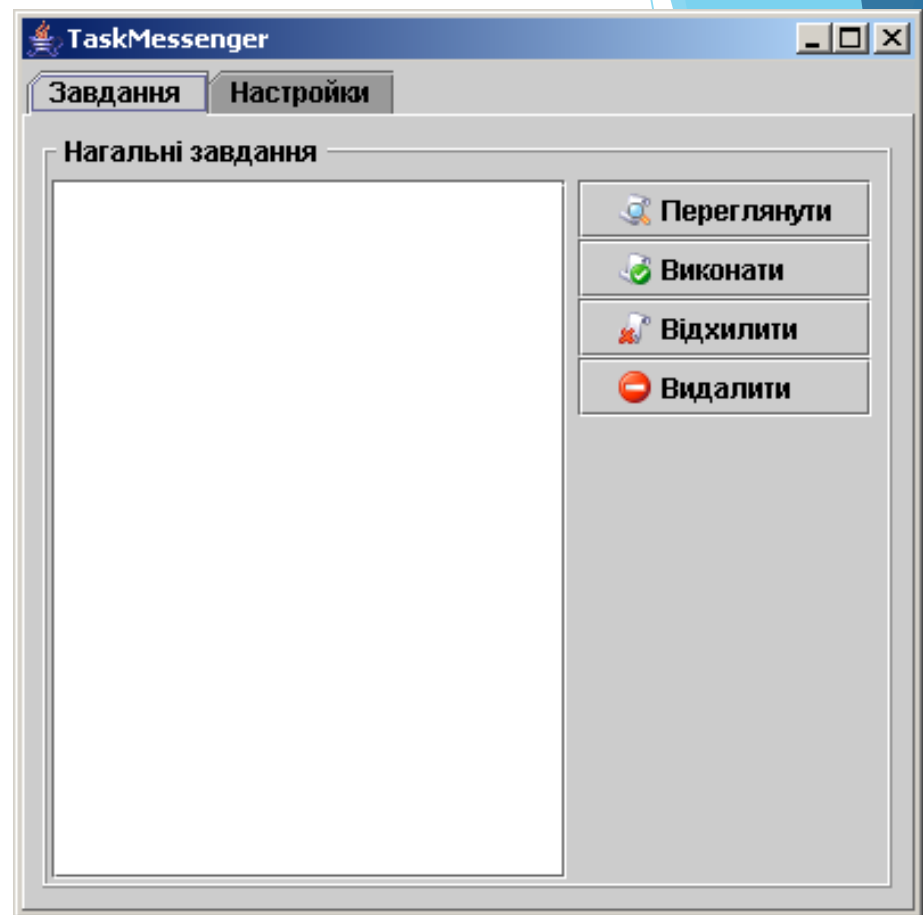 TaskMessenger
Завдання Настройки
Нагальні завдання
Переглянути
Виконати
Відхилити
Видалити